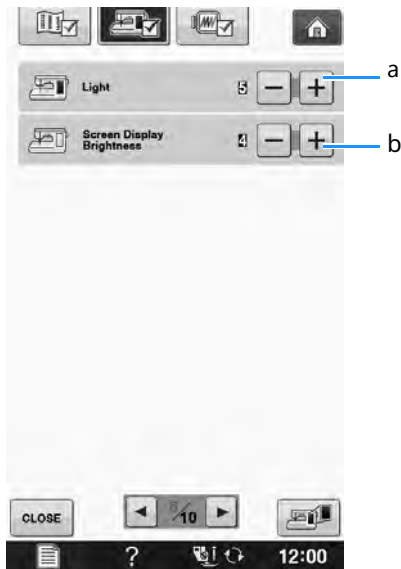 a
Light 5 − +
Screen Display
Brightness 4 − +
b
CLOSE
/10
? 12:00